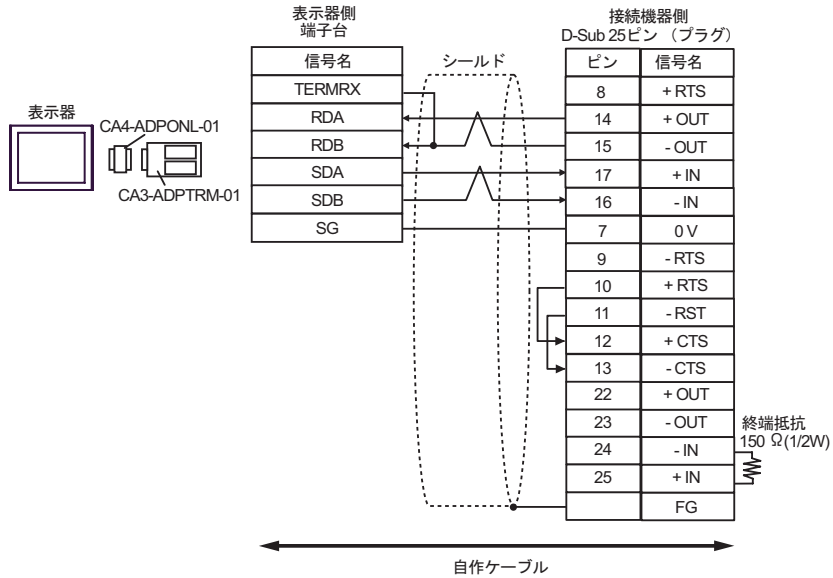 表示器側
端子台
接続機器側
D-Sub 25ピン （プラグ）
信号名
シールド
ピン
信号名
TERMRX
8
+ RTS
表示器
CA4-ADPONL-01
CA3-ADPTRM-01
RDA
14
+ OUT
RDB
15
- OUT
SDA
17
+ IN
SDB
16
- IN
SG
7
0 V
9
- RTS
10
+ RTS
11
- RST
12
+ CTS
13
- CTS
22
+ OUT
23
- OUT
24
- IN
25
+ IN
FG
終端抵抗
150 Ω(1/2W)
自作ケーブル